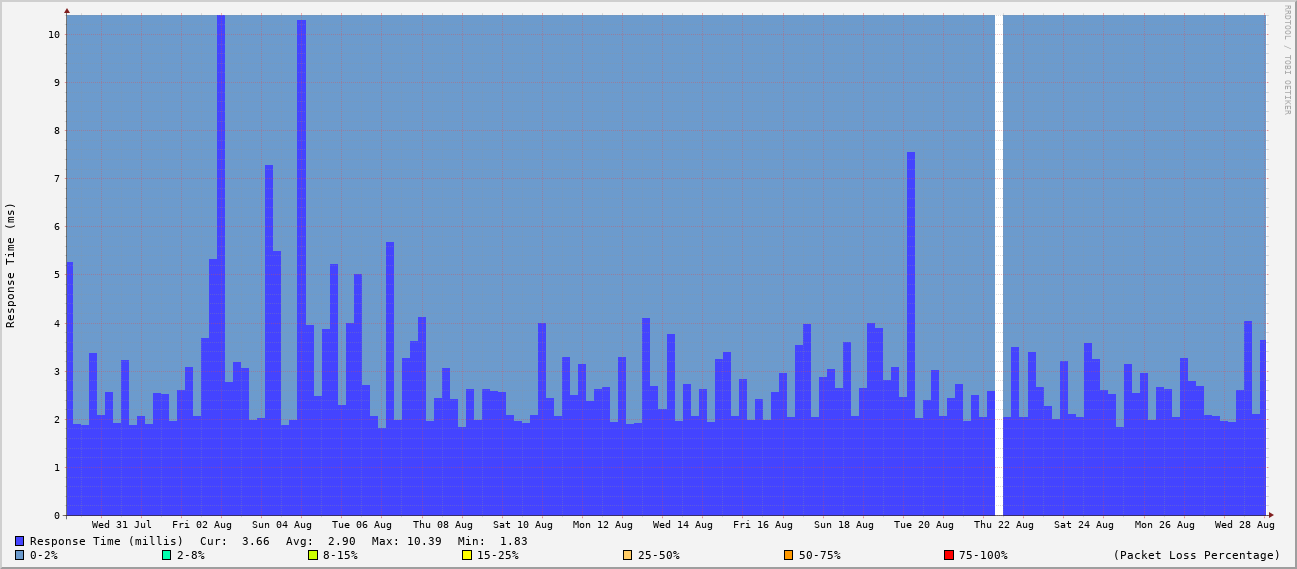 RRDTOOL / TOBI OETIKER
Response Time (ms)
10
9
8
7
6
5
4
3
2
1
0
Wed 31 Jul Fri 02 Aug Sun 04 Aug Tue 06 Aug Thu 08 Aug Sat 10 Aug Mon 12 Aug Wed 14 Aug Fri 16 Aug Sun 18 Aug Tue 20 Aug Thu 22 Aug Sat 24 Aug Mon 26 Aug Wed 28 Aug
Response Time (millis) Cur: 3.66 Avg: 2.90 Max: 10.39 Min: 1.83
0-2% 2-8% 8-15% 15-25% 25-50% 50-75% 75-100% (Packet Loss Percentage)